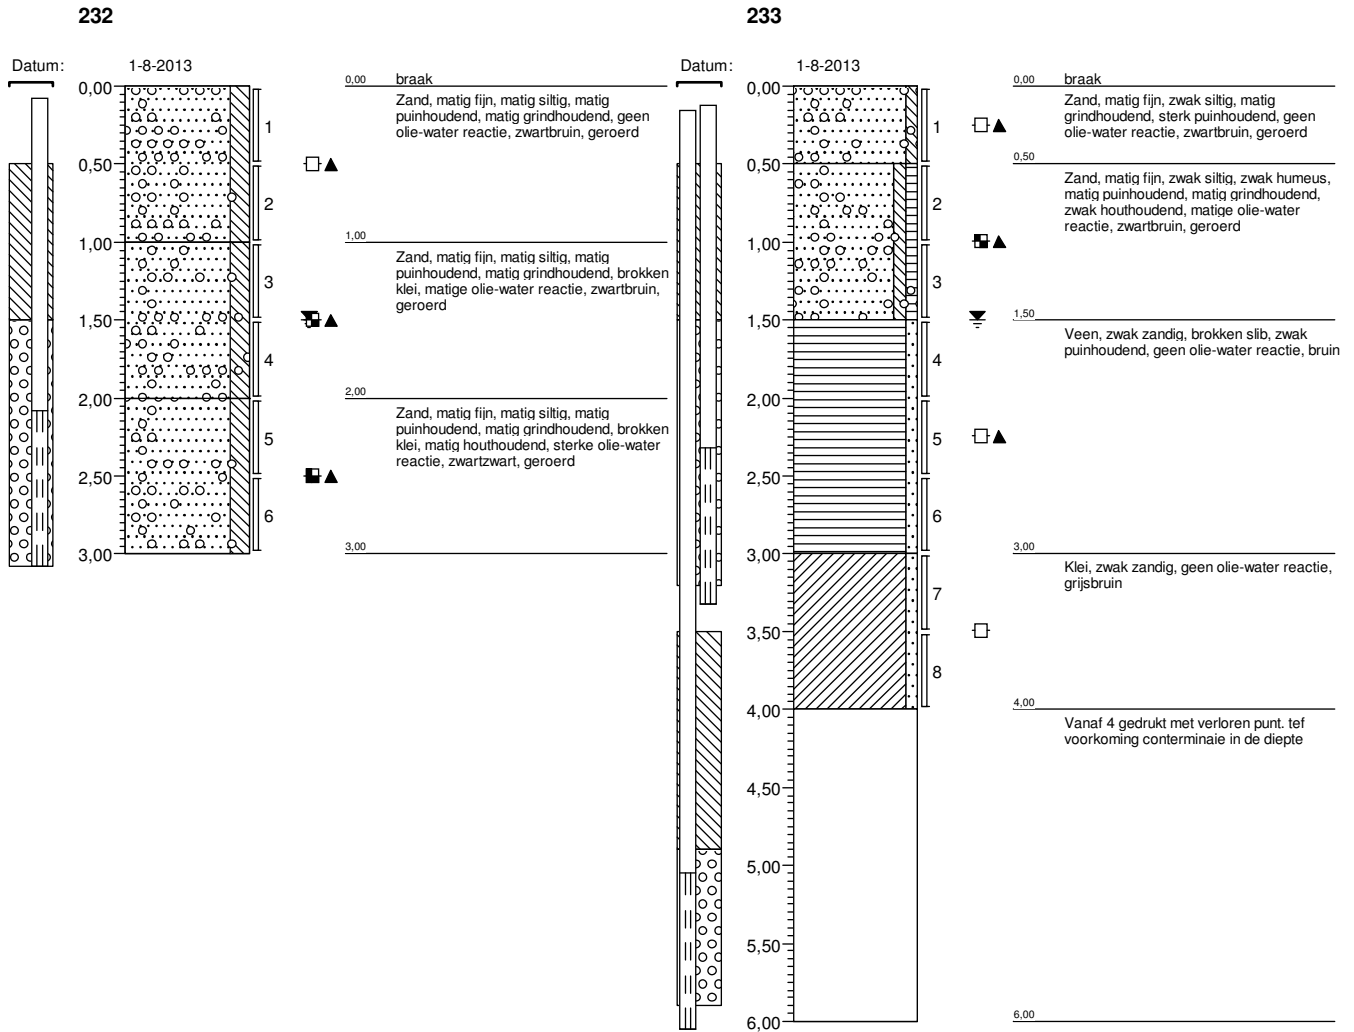 232
Datum:
1-8-2013
0,00
0,50
1,00
1,50
2,00
2,50
3,00
1
2
3
4
5
6
0,00
braak
Zand, matig fijn, matig siltig, matig
puinhoudend, matig grindhoudend, geen
olie-water reactie, zwartbruin, geroerd
1,00
Zand, matig fijn, matig siltig, matig
puinhoudend, matig grindhoudend, brokken
klei, matige olie-water reactie, zwartbruin,
geroerd
2,00
Zand, matig fijn, matig siltig, matig
puinhoudend, matig grindhoudend, brokken
klei, matig houthoudend, sterke olie-water
reactie, zwartzwart, geroerd
3,00
233
Datum:
1-8-2013
0,00
0,50
1,00
1,50
2,00
2,50
3,00
3,50
4,00
4,50
5,00
5,50
6,00
1
2
3
4
5
6
7
8
0,00
braak
Zand, matig fijn, zwak siltig, matig
grindhoudend, sterk puinhoudend, geen
olie-water reactie, zwartbruin, geroerd
0,50
Zand, matig fijn, zwak siltig, zwak humeus,
matig puinhoudend, matig grindhoudend,
zwak houthoudend, matige olie-water
reactie, zwartbruin, geroerd
1,50
Veen, zwak zandig, brokken slib, zwak
puinhoudend, geen olie-water reactie, bruin
3,00
Klei, zwak zandig, geen olie-water reactie,
grijsbruin
4,00
Vanaf 4 gedrukt met verloren punt. tef
voorkoming conterminaie in de diepte
6,00